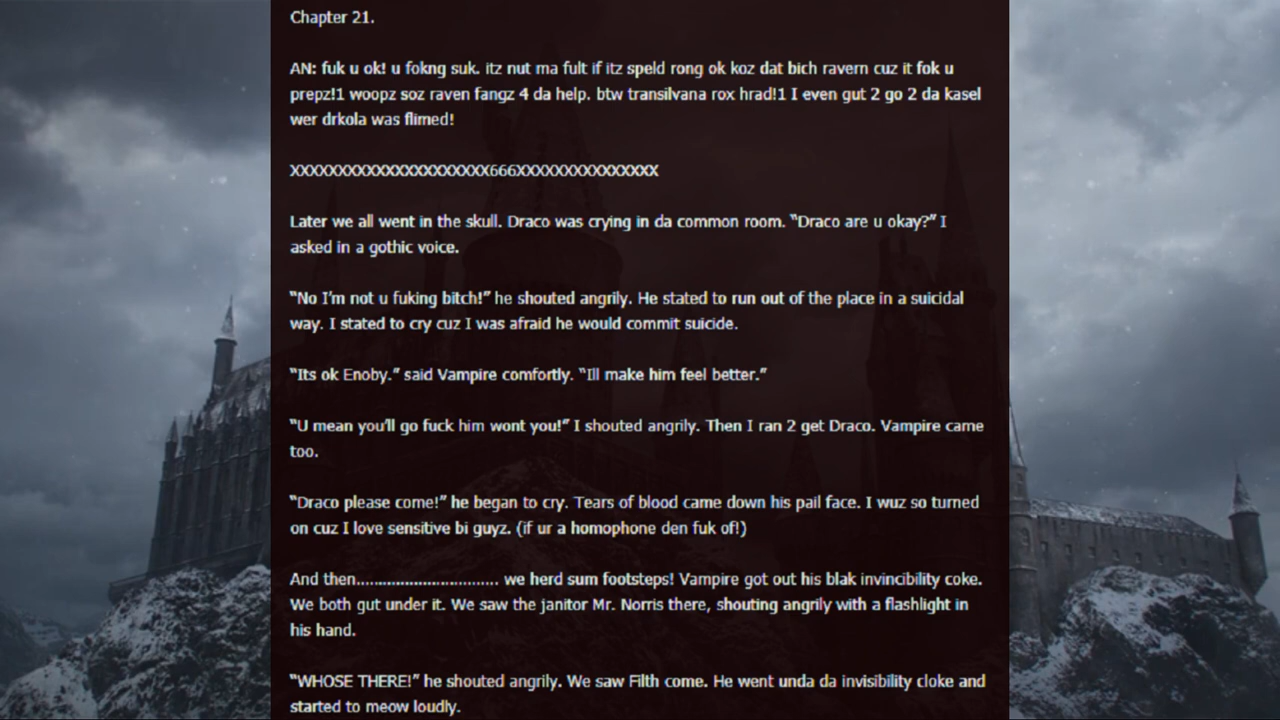 Chapter 21.
AN: fuk u ok! u fokng suk. itz nut ma fult if itz speld rong ok koz dat bich ravern cuz it fok u
prepz!1 woopz soz raven fangz 4 da help. btw transilvana rox hrad!1 I even gut 2 go 2 da kasel
wer drkola was flimed!
XXXXXXXXXXXXXXXXXXXXX666XXXXXXXXXXXXXXX
Later we all went in the skull. Draco was crying in da common room. “Draco are u okay?” I
asked in a gothic voice.
“No I’m not u fuking bitch!” he shouted angrily. He stated to run out of the place in a suicidal
way. I stated to cry cuz I was afraid he would commit suicide.
“Its ok Enoby.” said Vampire comfortly. “Ill make him feel better.”
“U mean you’ll go fuck him wont you!” I shouted angrily. Then I ran 2 get Draco. Vampire came
too.
“Draco please come!” he began to cry. Tears of blood came down his pail face. I wuz so turned
on cuz I love sensitive bi guyz. (if ur a homophone den fuk of!)
And then................................ we herd sum footsteps! Vampire got out his blak invincibility coke.
We both gut under it. We saw the janitor Mr. Norris there, shouting angrily with a flashlight in
his hand.
“WHOSE THERE!” he shouted angrily. We saw Filth come. He went unda da invisibility cloke and
started to meow loudly.